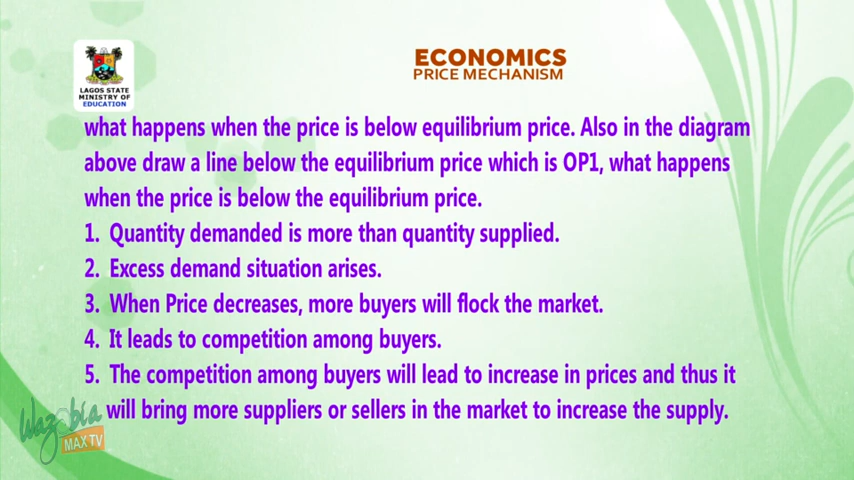 ECONOMICS
PRICE MECHANISM
LAGOS STATE
MINISTRY OF
EDUCATION
what happens when the price is below equilibrium price. Also in the diagram
above draw a line below the equilibrium price which is OP1, what happens
when the price is below the equilibrium price.
1. Quantity demanded is more than quantity supplied.
2. Excess demand situation arises.
3. When Price decreases, more buyers will flock the market.
4. It leads to competition among buyers.
5. The competition among buyers will lead to increase in prices and thus it
will bring more suppliers or sellers in the market to increase the supply.
Wazobia
MAX TV